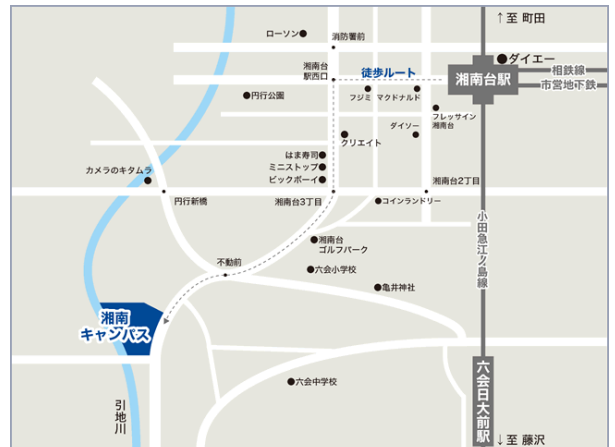 ↑至 町田
ローソン
消防署前
ダイエー
湘南台
駅西口
徒歩ルート
湘南台駅
相鉄線
市営地下鉄
円行公園
フジミ
マクドナルド
フレッサイン
湘南台
ダイソー
クリエイト
はま寿司
ミニストップ
ビックボーイ
カメラのキタムラ
円行新橋
湘南台3丁目
湘南台2丁目
コインランドリー
小田急江ノ島線
湘南台
ゴルフパーク
不動前
六会小学校
亀井神社
湘南
キャンパス
六会日大前駅
六会中学校
引地川
↓至 藤沢